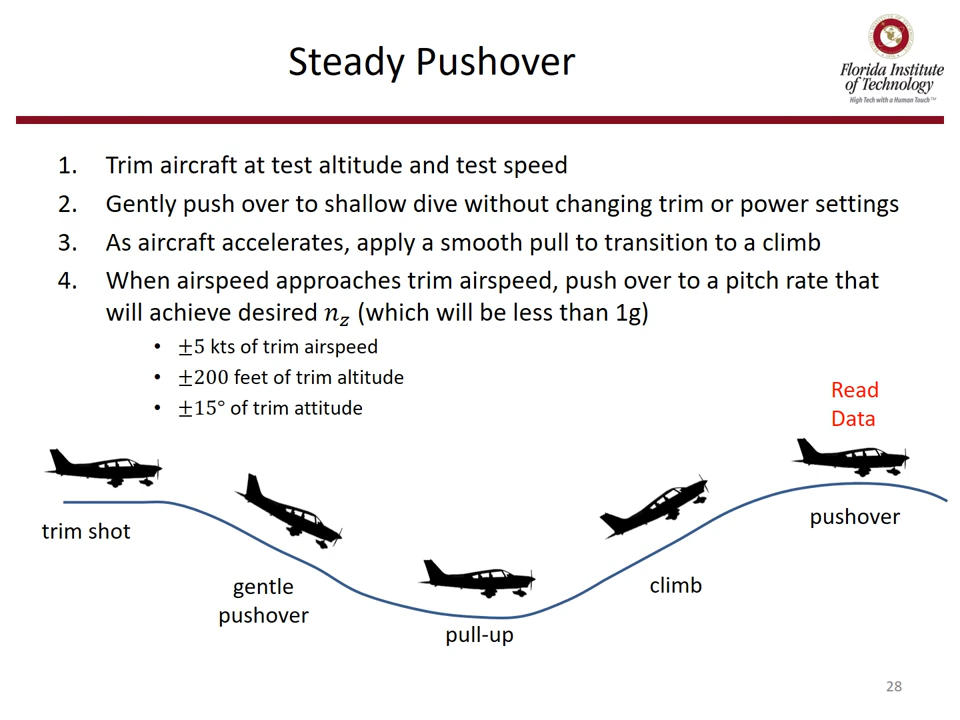 Steady Pushover
Florida Institute
of Technology
High Tech with a Human Touch™
1. Trim aircraft at test altitude and test speed
2. Gently push over to shallow dive without changing trim or power settings
3. As aircraft accelerates, apply a smooth pull to transition to a climb
4. When airspeed approaches trim airspeed, push over to a pitch rate that
will achieve desired n_z (which will be less than 1g)
• ±5 kts of trim airspeed
• ±200 feet of trim altitude
• ±15° of trim attitude
Read
Data
trim shot
gentle
pushover
pull-up
climb
pushover
28